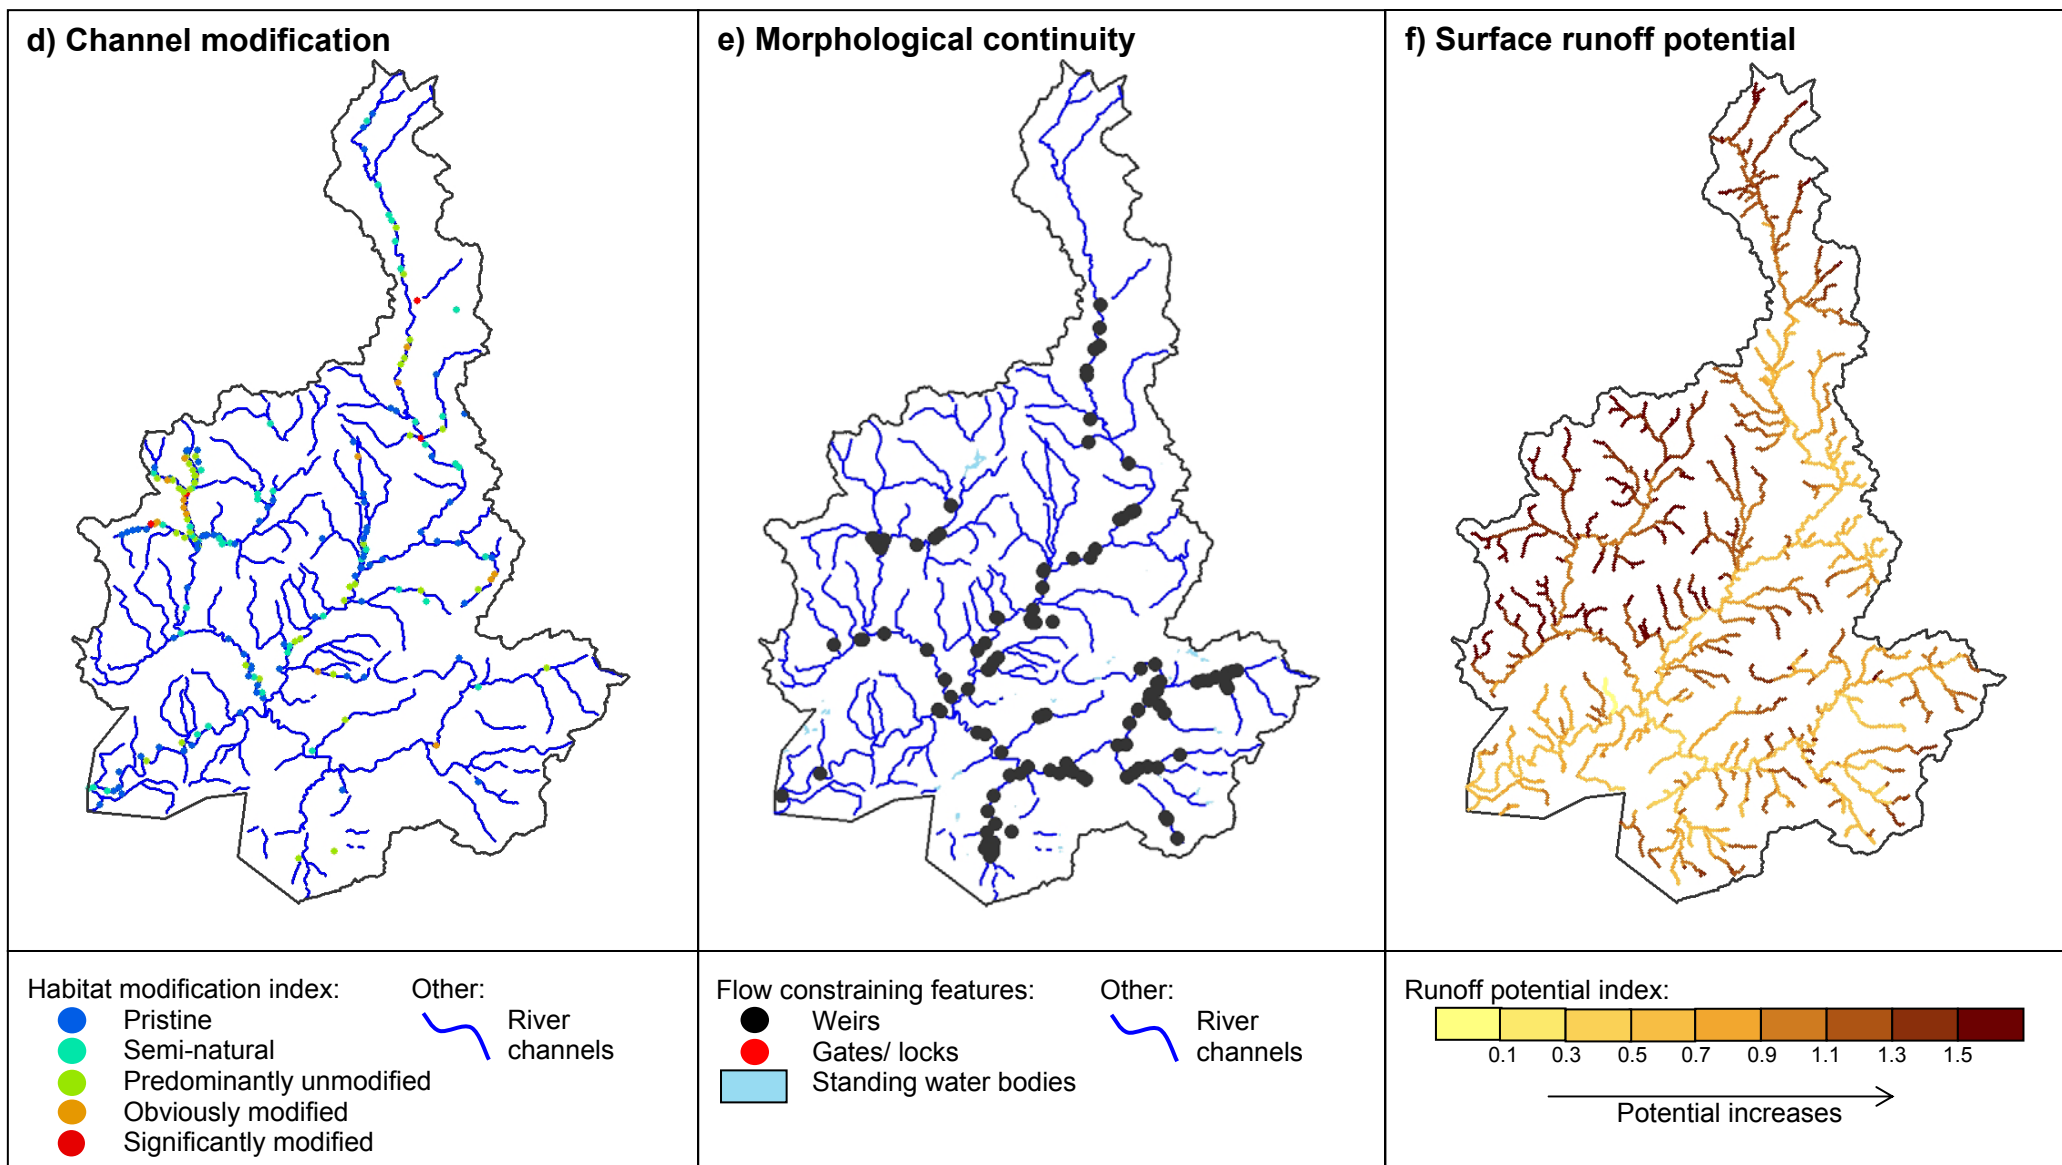 d) Channel modification
Habitat modification index:
Pristine
Semi-natural
Predominantly unmodified
Obviously modified
Significantly modified
Other:
River
channels
e) Morphological continuity
Flow constraining features:
Weirs
Gates/ locks
Standing water bodies
Other:
River
channels
f) Surface runoff potential
Runoff potential index:
0.1 0.3 0.5 0.7 0.9 1.1 1.3 1.5
Potential increases